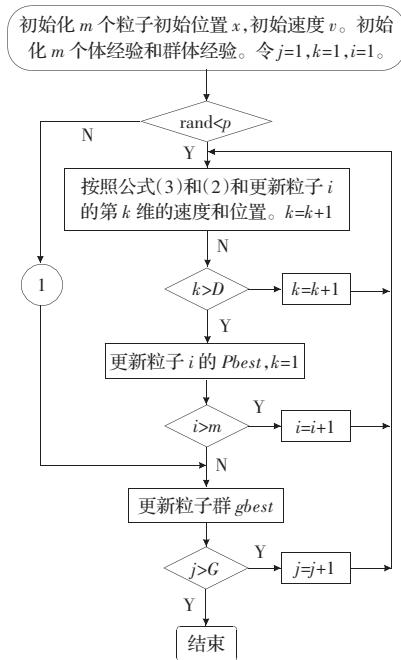 初始化 m 个粒子初始位置 x,初始速度 v。初始
化 m 个体经验和群体经验。令 j=1,k=1,i=1。
rand<p
N
Y
按照公式(3)和(2)和更新粒子 i
的第 k 维的速度和位置。k=k+1
N
1
k>D
k=k+1
Y
更新粒子 i 的 Pbest,k=1
i>m
Y
i=i+1
N
更新粒子群 gbest
j>G
Y
j=j+1
Y
结束